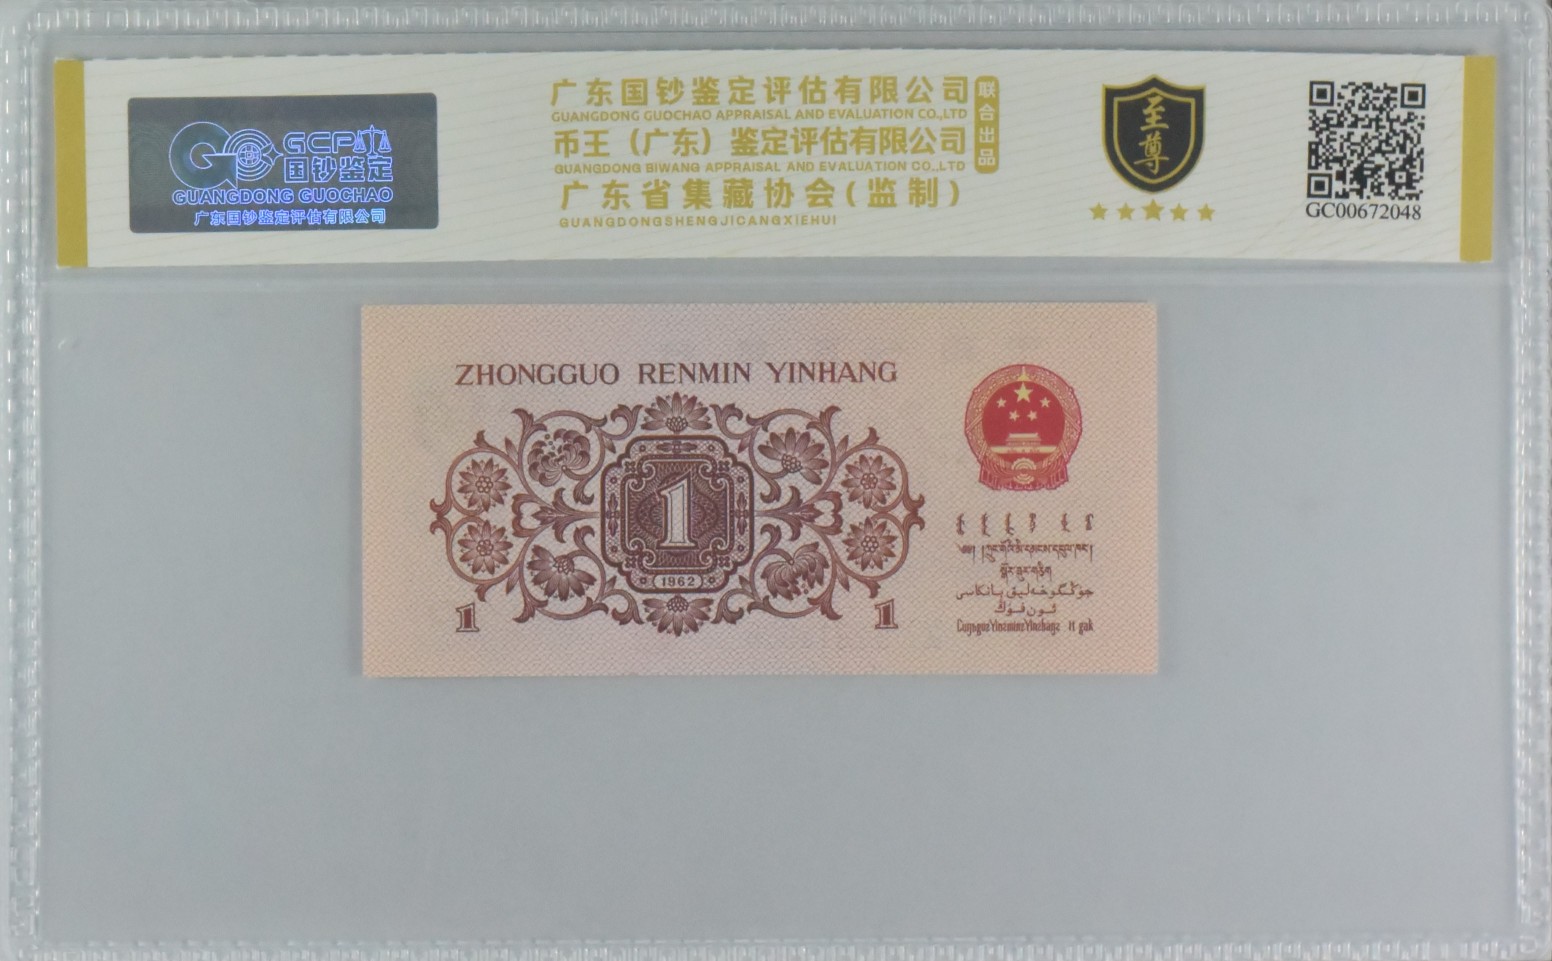 GCP
国钞鉴定
GUANGDONG GUOCHAO
广东国钞鉴定评估有限公司
广东国钞鉴定评估有限公司
GUANGDONG GUOCHAO APPRAISAL AND EVALUATION CO.,LTD
币王（广东）鉴定评估有限公司
GUANGDONG BIWANG APPRAISAL AND EVALUATION CO.,LTD
广东省集藏协会(监制)
GUANGDONGSHENGJICANGXIEHUI
联合出品
至尊
GC00672048
ZHONGGUO RENMIN YINHANG
1
1962
1
1
جۇڭگو خەلىق بانكاسى